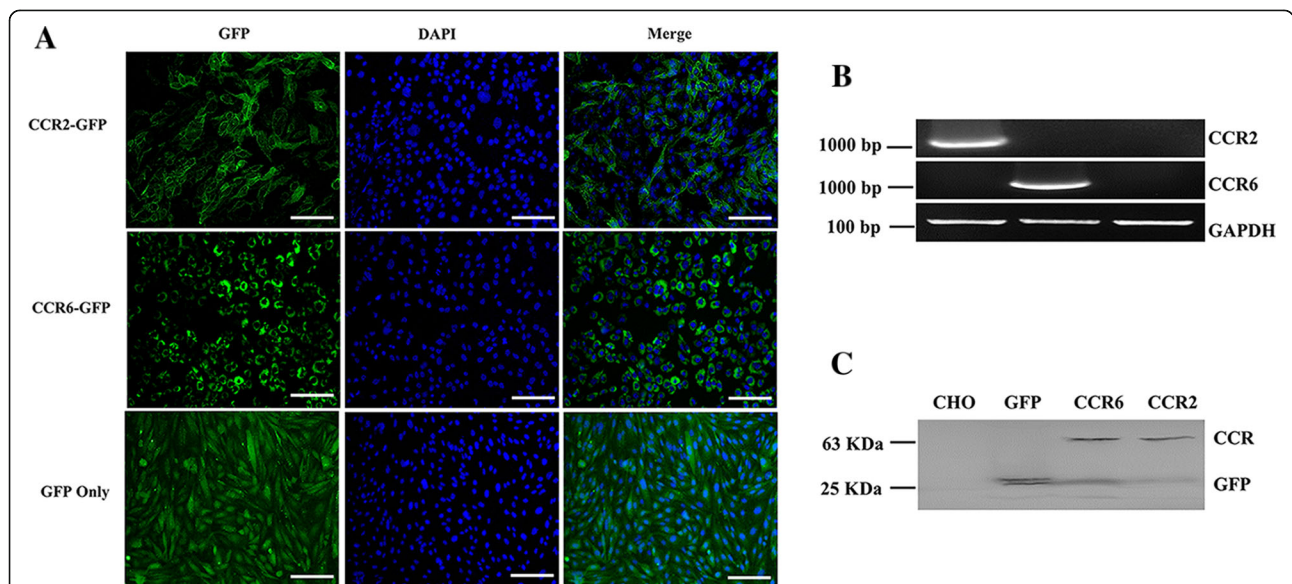 A
GFP DAPI Merge
CCR2-GFP
CCR6-GFP
GFP Only
B
1000 bp CCR2
1000 bp CCR6
100 bp GAPDH
C
CHO GFP CCR6 CCR2
63 KDa CCR
25 KDa GFP